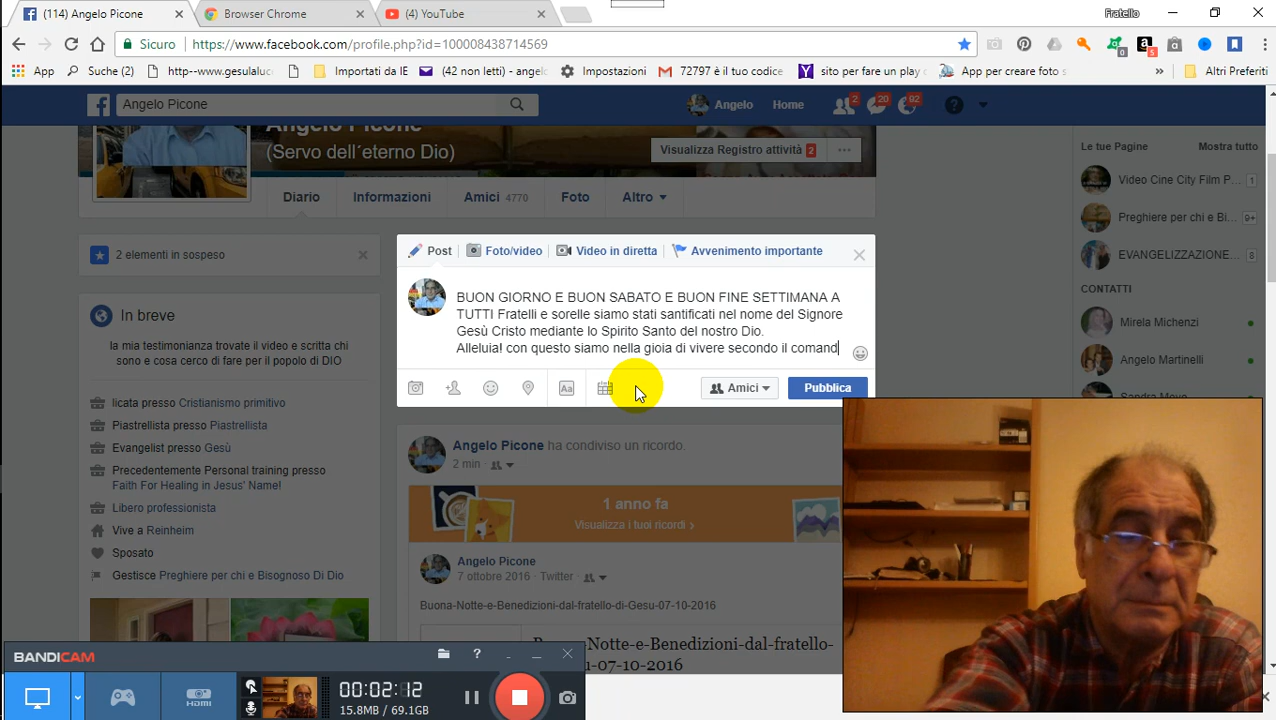 (114) Angelo Picone
Browser Chrome
(4) YouTube
Fratello
Sicuro
https://www.facebook.com/profile.php?id=100008438714569
App
Suche (2)
http--www.gesulaluc
Importati da IE
(42 non letti) - angelo
Impostazioni
72797 è il tuo codice
sito per fare un play
App per creare foto s
»
Altri Preferiti
Angelo Picone
Angelo
Home
2
20
92
Angelo Picone
(Servo dell´eterno Dio)
Visualizza Registro attività 2
Diario
Informazioni
Amici 4770
Foto
Altro
Le tue Pagine
Mostra tutto
Video Cine City Film P...
1
Preghiere per chi e Bi...
9+
EVANGELIZZAZIONE...
8
CONTATTI
Mirela Michenzi
Angelo Martinelli
2 elementi in sospeso
In breve
la mia testimonianza trovate il video e scritta chi
sono e cosa cerco di fare per il popolo di DIO
licata presso Cristianismo primitivo
Piastrellista presso Piastrellista
Evangelist presso Gesù
Precedentemente Personal training presso
Faith For Healing in Jesus' Name!
Libero professionista
Vive a Reinheim
Sposato
Gestisce Preghiere per chi e Bisognoso Di Dio
Post
Foto/video
Video in diretta
Avvenimento importante
BUON GIORNO E BUON SABATO E BUON FINE SETTIMANA A
TUTTI Fratelli e sorelle siamo stati santificati nel nome del Signore
Gesù Cristo mediante lo Spirito Santo del nostro Dio.
Alleluia! con questo siamo nella gioia di vivere secondo il comand
Aa
Amici
Pubblica
Angelo Picone ha condiviso un ricordo.
2 min
1 anno fa
Visualizza i tuoi ricordi ›
Angelo Picone
7 ottobre 2016 · Twitter ·
Buona-Notte-e-Benedizioni-dal-fratello-di-Gesu-07-10-2016
-Notte-e-Benedizioni-dal-fratello-
u-07-10-2016
BANDICAM
HDMI
00:02:12
15.8MB / 69.1GB